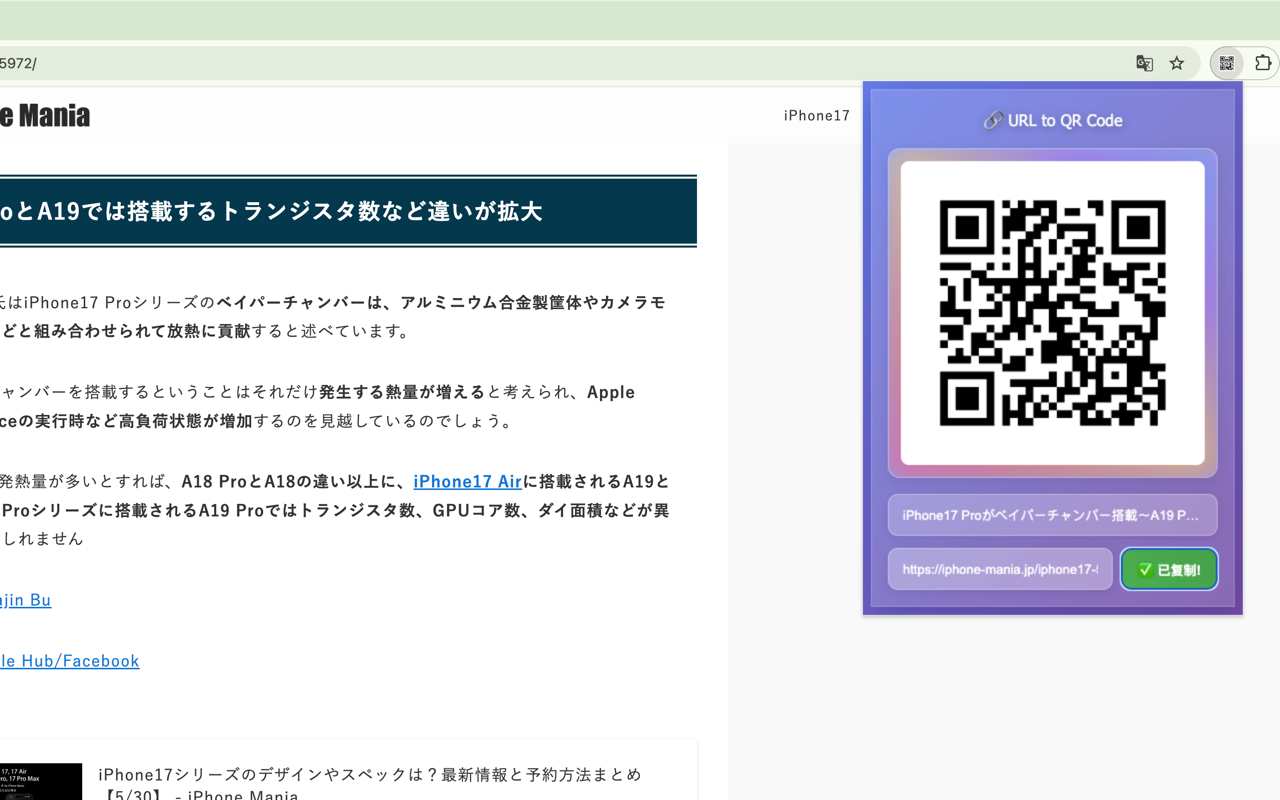 5972/
e Mania
iPhone17
oとA19では搭載するトランジスタ数など違いが拡大
氏はiPhone17 Proシリーズのベイパーチャンバーは、アルミニウム合金製筐体やカメラモ
どと組み合わせられて放熱に貢献すると述べています。
ャンバーを搭載するということはそれだけ発生する熱量が増えると考えられ、Apple
ceの実行時など高負荷状態が増加するのを見越しているのでしょう。
発熱量が多いとすれば、A18 ProとA18の違い以上に、iPhone17 Airに搭載されるA19と
Proシリーズに搭載されるA19 Proではトランジスタ数、GPUコア数、ダイ面積などが異
しれません
jin Bu
le Hub/Facebook
17, 17 Air
ro, 17 Pro Max
iPhone17シリーズのデザインやスペックは？最新情報と予約方法まとめ
【5/30】 - iPhone Mania
🔗 URL to QR Code
iPhone17 Proがベイパーチャンバー搭載〜A19 P...
https://iphone-mania.jp/iphone17-
✅ 已复制!